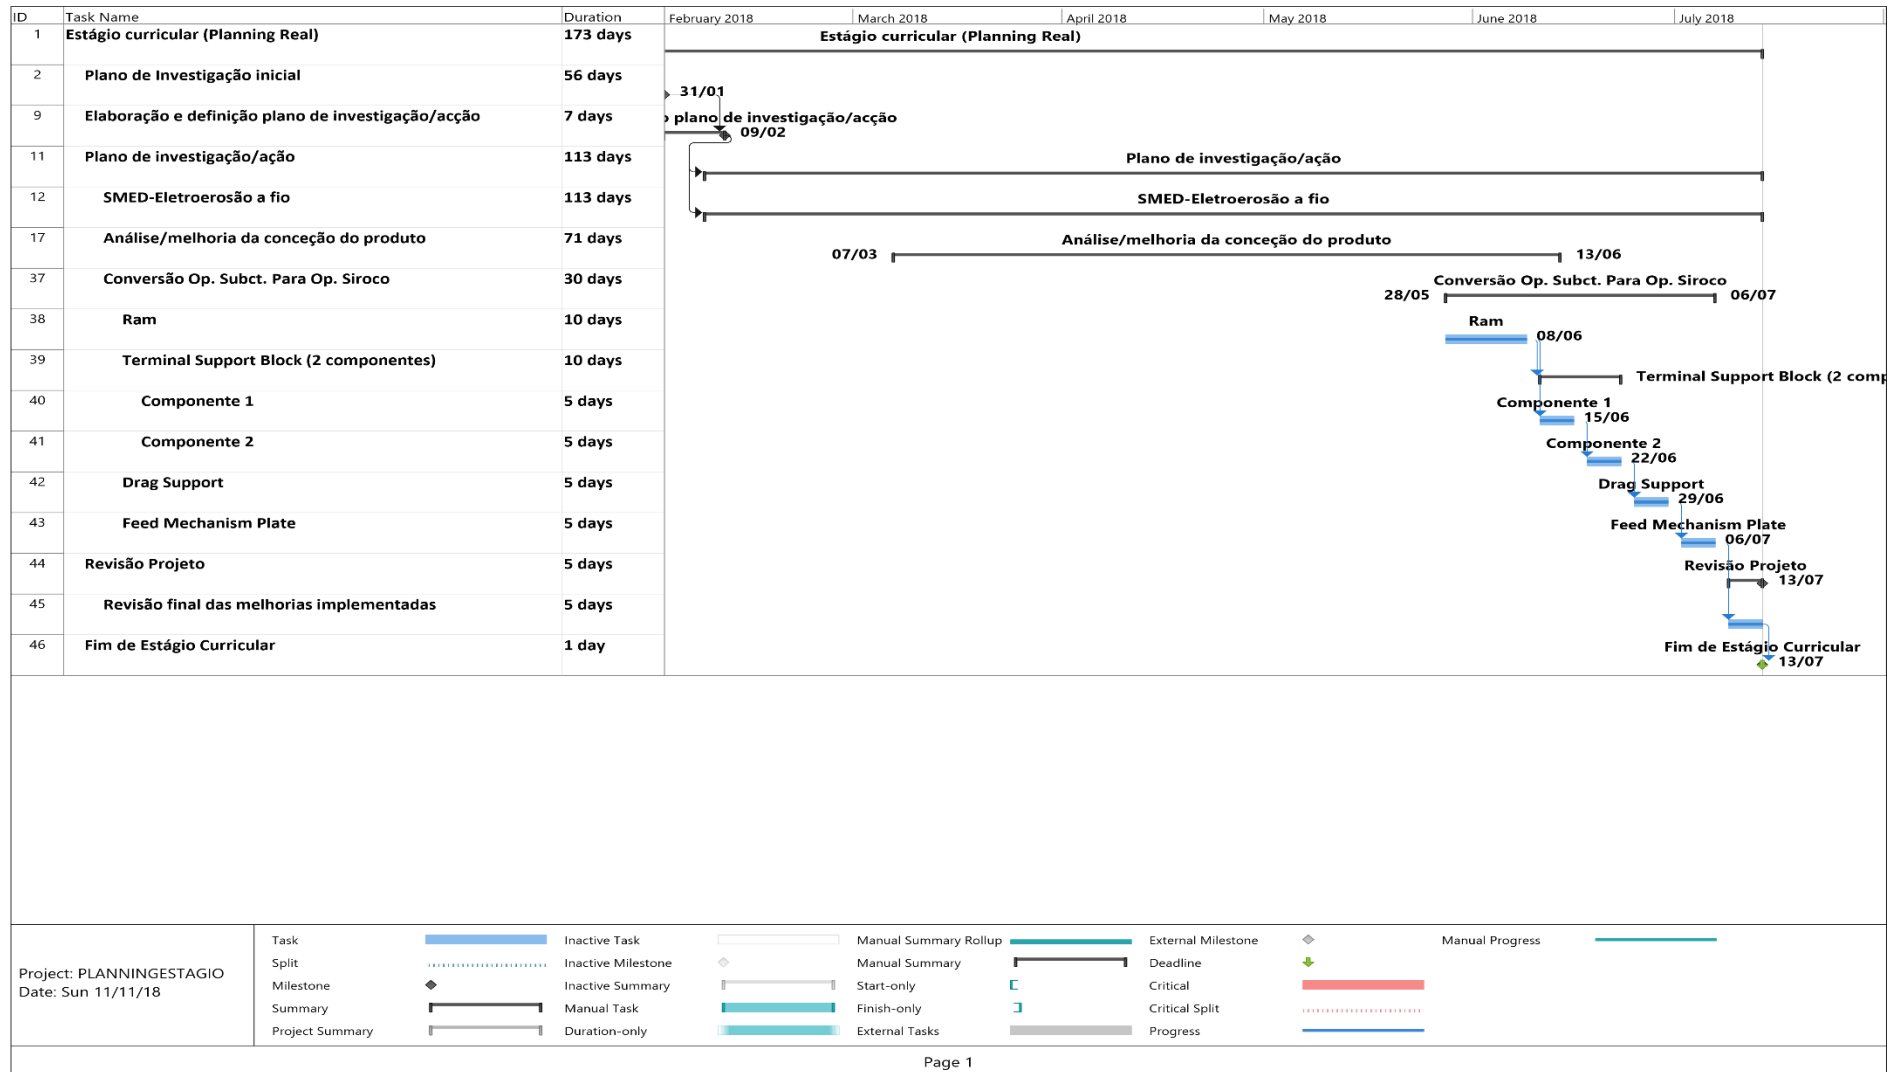 ID Task Name Duration February 2018 March 2018 April 2018 May 2018 June 2018 July 2018
1 Estágio curricular (Planning Real) 173 days Estágio curricular (Planning Real)
2 Plano de Investigação inicial 56 days
31/01
9 Elaboração e definição plano de investigação/acção 7 days plano de investigação/acção
09/02
11 Plano de investigação/ação 113 days Plano de investigação/ação
12 SMED-Eletroerosão a fio 113 days SMED-Eletroerosão a fio
17 Análise/melhoria da conceção do produto 71 days Análise/melhoria da conceção do produto
07/03 13/06
37 Conversão Op. Subct. Para Op. Siroco 30 days Conversão Op. Subct. Para Op. Siroco
28/05 06/07
38 Ram 10 days Ram
08/06
39 Terminal Support Block (2 componentes) 10 days
Terminal Support Block (2 comp
40 Componente 1 5 days Componente 1
15/06
41 Componente 2 5 days Componente 2
22/06
42 Drag Support 5 days Drag Support
29/06
43 Feed Mechanism Plate 5 days Feed Mechanism Plate
06/07
44 Revisão Projeto 5 days Revisão Projeto
13/07
45 Revisão final das melhorias implementadas 5 days
46 Fim de Estágio Curricular 1 day Fim de Estágio Curricular
13/07
Project: PLANNINGESTAGIO
Date: Sun 11/11/18
Task Inactive Task Manual Summary Rollup External Milestone Manual Progress
Split Inactive Milestone Manual Summary Deadline
Milestone Inactive Summary Start-only Critical
Summary Manual Task Finish-only Critical Split
Project Summary Duration-only External Tasks Progress
Page 1